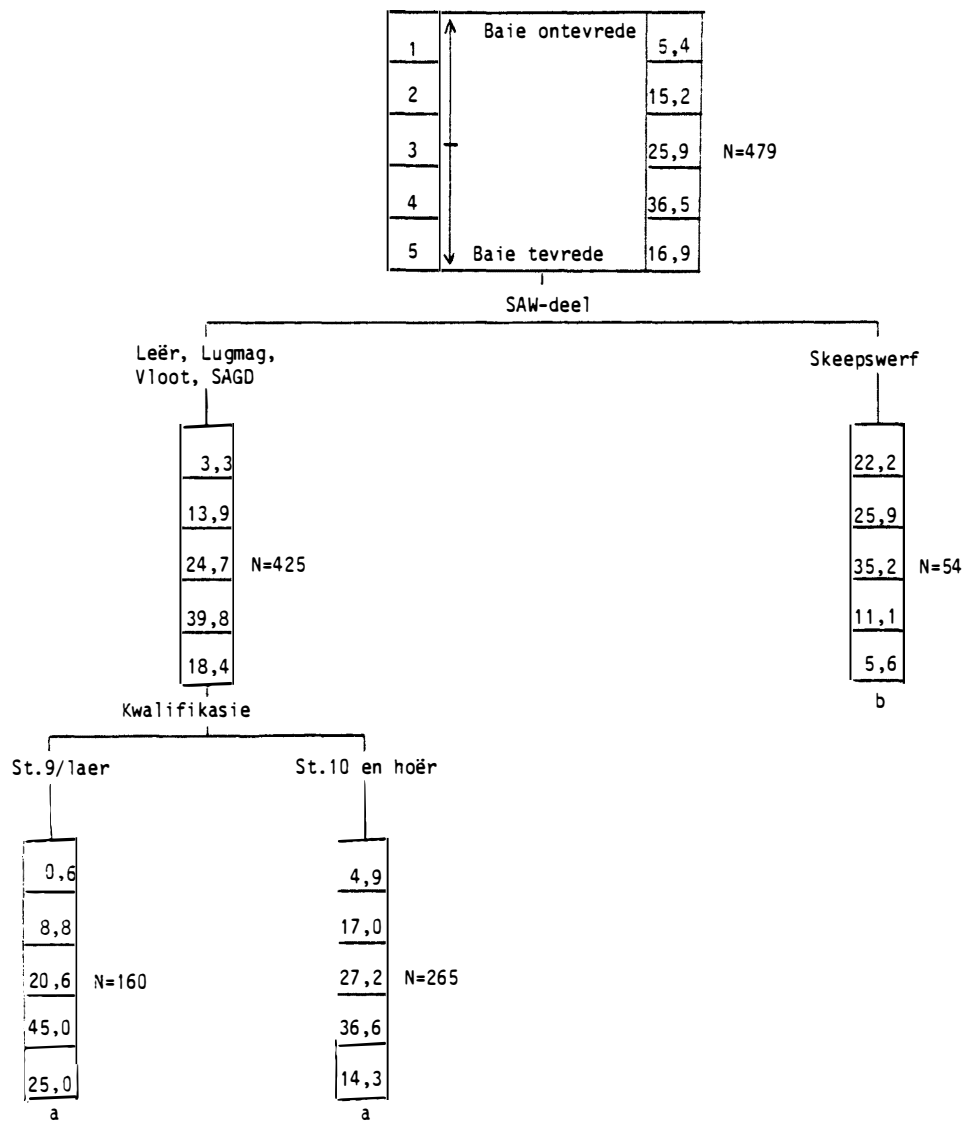 Baie ontevrede
1 5,4
2 15,2
3 25,9 N=479
4 36,5
5 Baie tevrede 16,9
SAW-deel
Leër, Lugmag,
Vloot, SAGD
3,3
13,9
24,7 N=425
39,8
18,4
Skeepswerf
22,2
25,9
35,2 N=54
11,1
5,6
b
Kwalifikasie
St.9/laer
0,6
8,8
20,6 N=160
45,0
25,0
a
St.10 en hoër
4,9
17,0
27,2 N=265
36,6
14,3
a